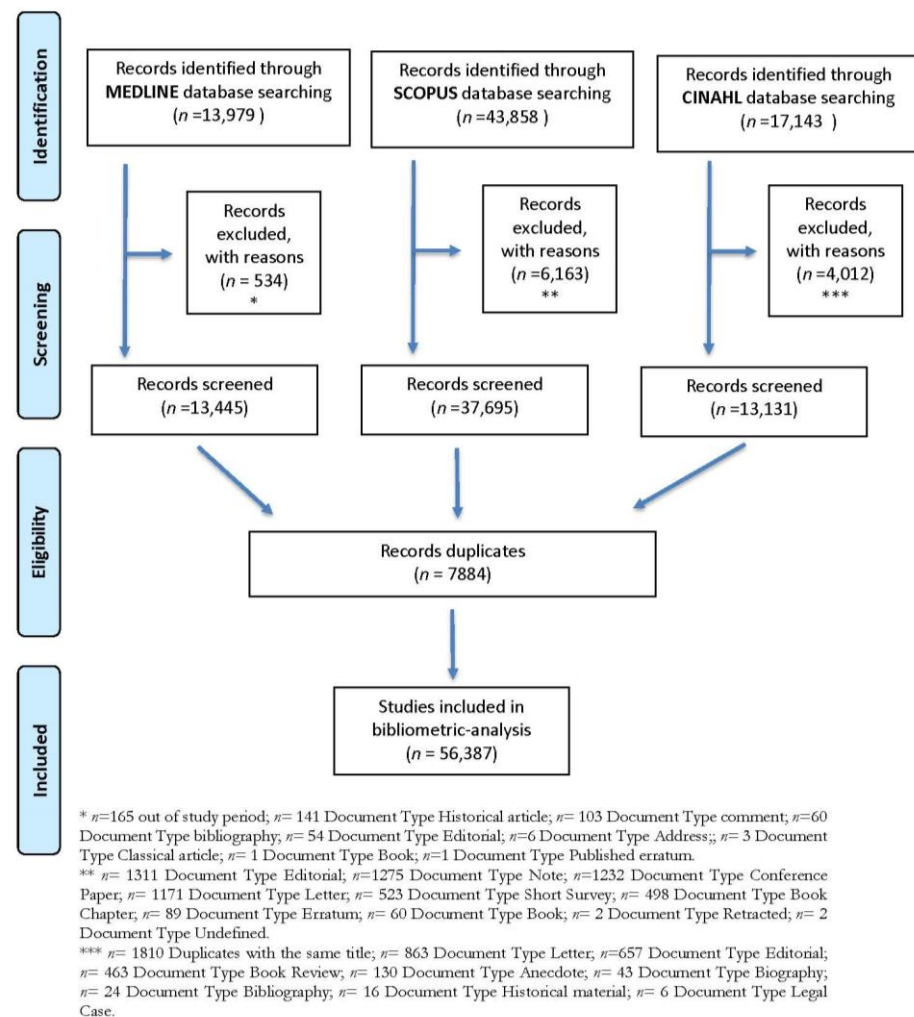 Identification
Records identified through
MEDLINE database searching
(n =13,979 )
Records identified through
SCOPUS database searching
(n =43,858 )
Records identified through
CINAHL database searching
(n =17,143 )
Screening
Records
excluded,
with reasons
(n = 534)
*
Records
excluded,
with reasons
(n =6,163)
**
Records
excluded,
with reasons
(n =4,012)
***
Records screened
(n =13,445)
Records screened
(n =37,695)
Records screened
(n =13,131)
Eligibility
Records duplicates
(n = 7884)
Included
Studies included in
bibliometric-analysis
(n = 56,387)
* n=165 out of study period; n= 141 Document Type Historical article; n= 103 Document Type comment; n=60
Document Type bibliography; n= 54 Document Type Editorial; n=6 Document Type Address;; n= 3 Document
Type Classical article; n= 1 Document Type Book; n=1 Document Type Published erratum.
** n= 1311 Document Type Editorial; n=1275 Document Type Note; n=1232 Document Type Conference
Paper; n= 1171 Document Type Letter; n= 523 Document Type Short Survey; n= 498 Document Type Book
Chapter; n= 89 Document Type Erratum; n= 60 Document Type Book; n= 2 Document Type Retracted; n= 2
Document Type Undefined.
*** n= 1810 Duplicates with the same title; n= 863 Document Type Letter; n=657 Document Type Editorial;
n= 463 Document Type Book Review; n= 130 Document Type Anecdote; n= 43 Document Type Biography;
n= 24 Document Type Bibliography; n= 16 Document Type Historical material; n= 6 Document Type Legal
Case.